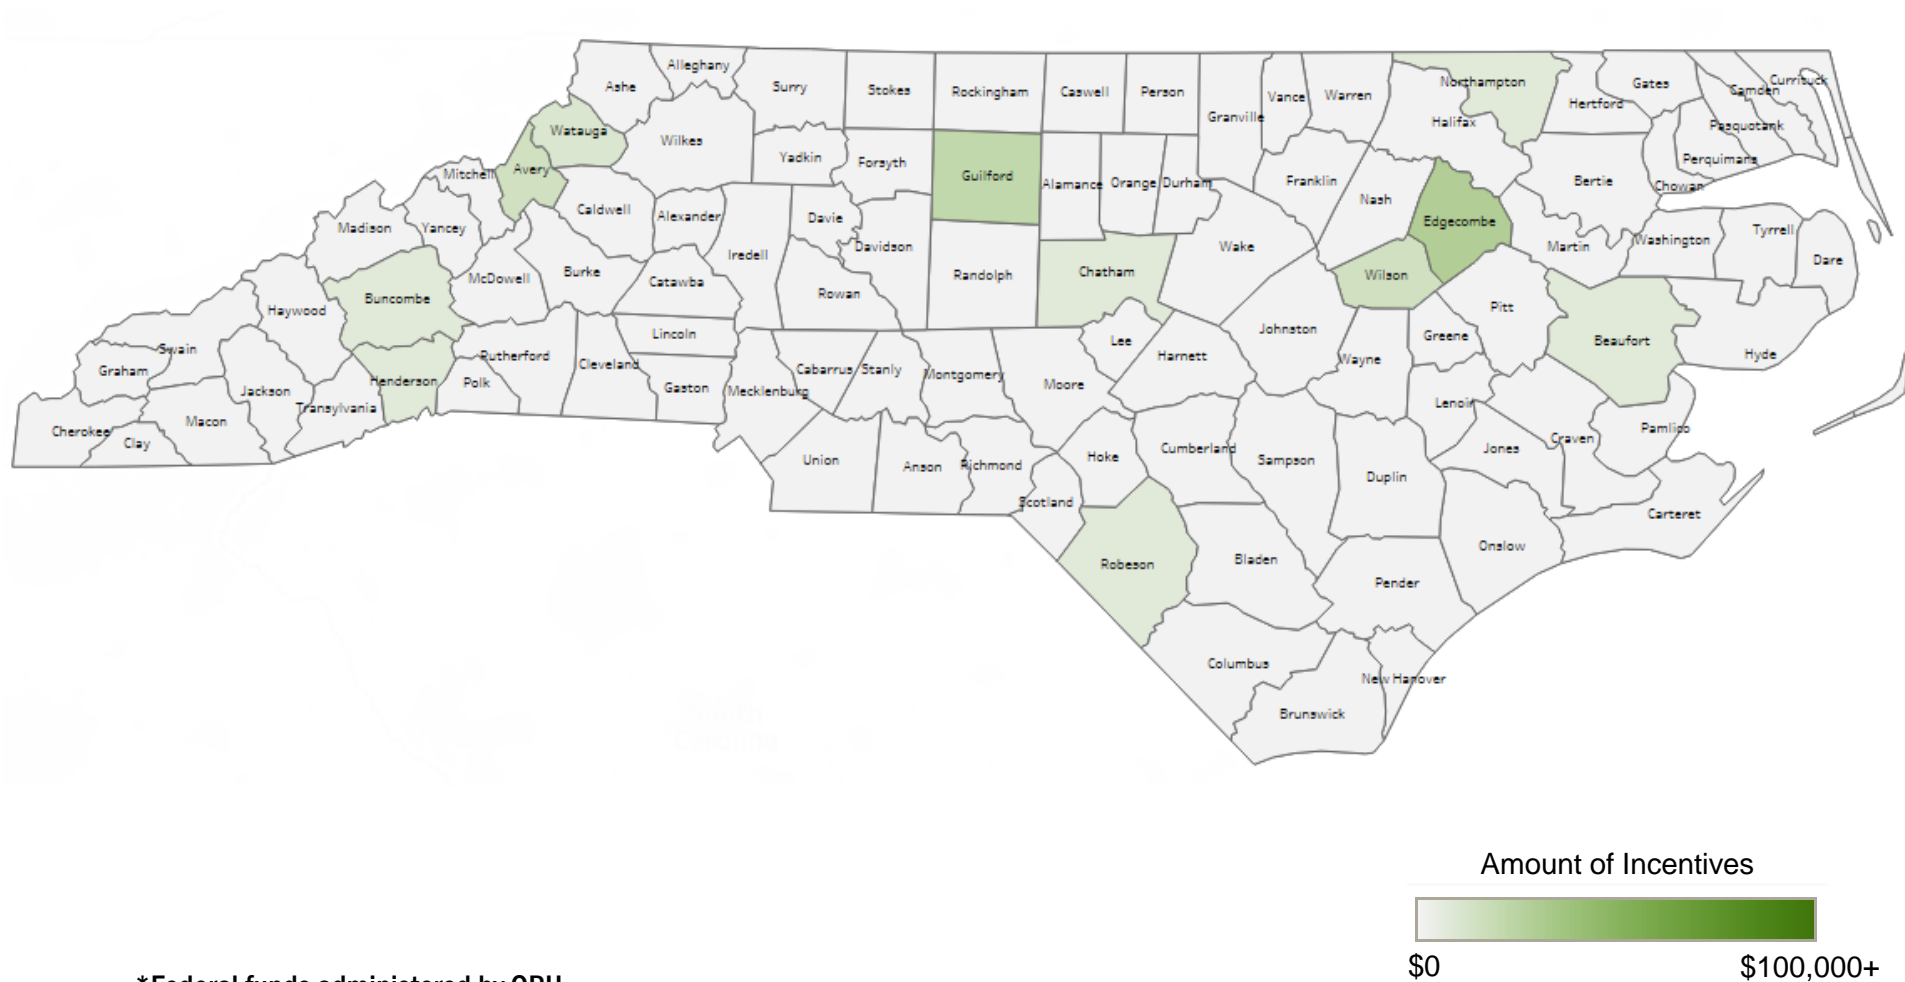 Alleghany
Ashe
Surry
Stokes
Rockingham
Caswell
Person
Granville
Vance
Warren
Northampton
Halifax
Hertford
Gates
Camden
Currituck
Pasquotank
Perquimans
Chowan
Watauga
Wilkes
Yadkin
Forsyth
Guilford
Alamance
Orange
Durham
Franklin
Nash
Edgecombe
Bertie
Mitchell
Avery
Caldwell
Alexander
Davie
Davidson
Iredell
Madison
Yancey
Wake
Martin
Washington
Tyrrell
Dare
McDowell
Burke
Catawba
Rowan
Randolph
Chatham
Wilson
Pitt
Buncombe
Haywood
Johnston
Greene
Beaufort
Hyde
Lincoln
Lee
Harnett
Wayne
Swain
Graham
Rutherford
Cleveland
Henderson
Polk
Gaston
Mecklenburg
Cabarrus
Stanly
Montgomery
Moore
Jackson
Transylvania
Lenoir
Macon
Cherokee
Clay
Pamlico
Craven
Jones
Union
Anson
Richmond
Hoke
Cumberland
Sampson
Duplin
Scotland
Carteret
Onslow
Robeson
Bladen
Pender
Columbus
New Hanover
Brunswick
Amount of Incentives
$0
$100,000+
*Federal funds administered by